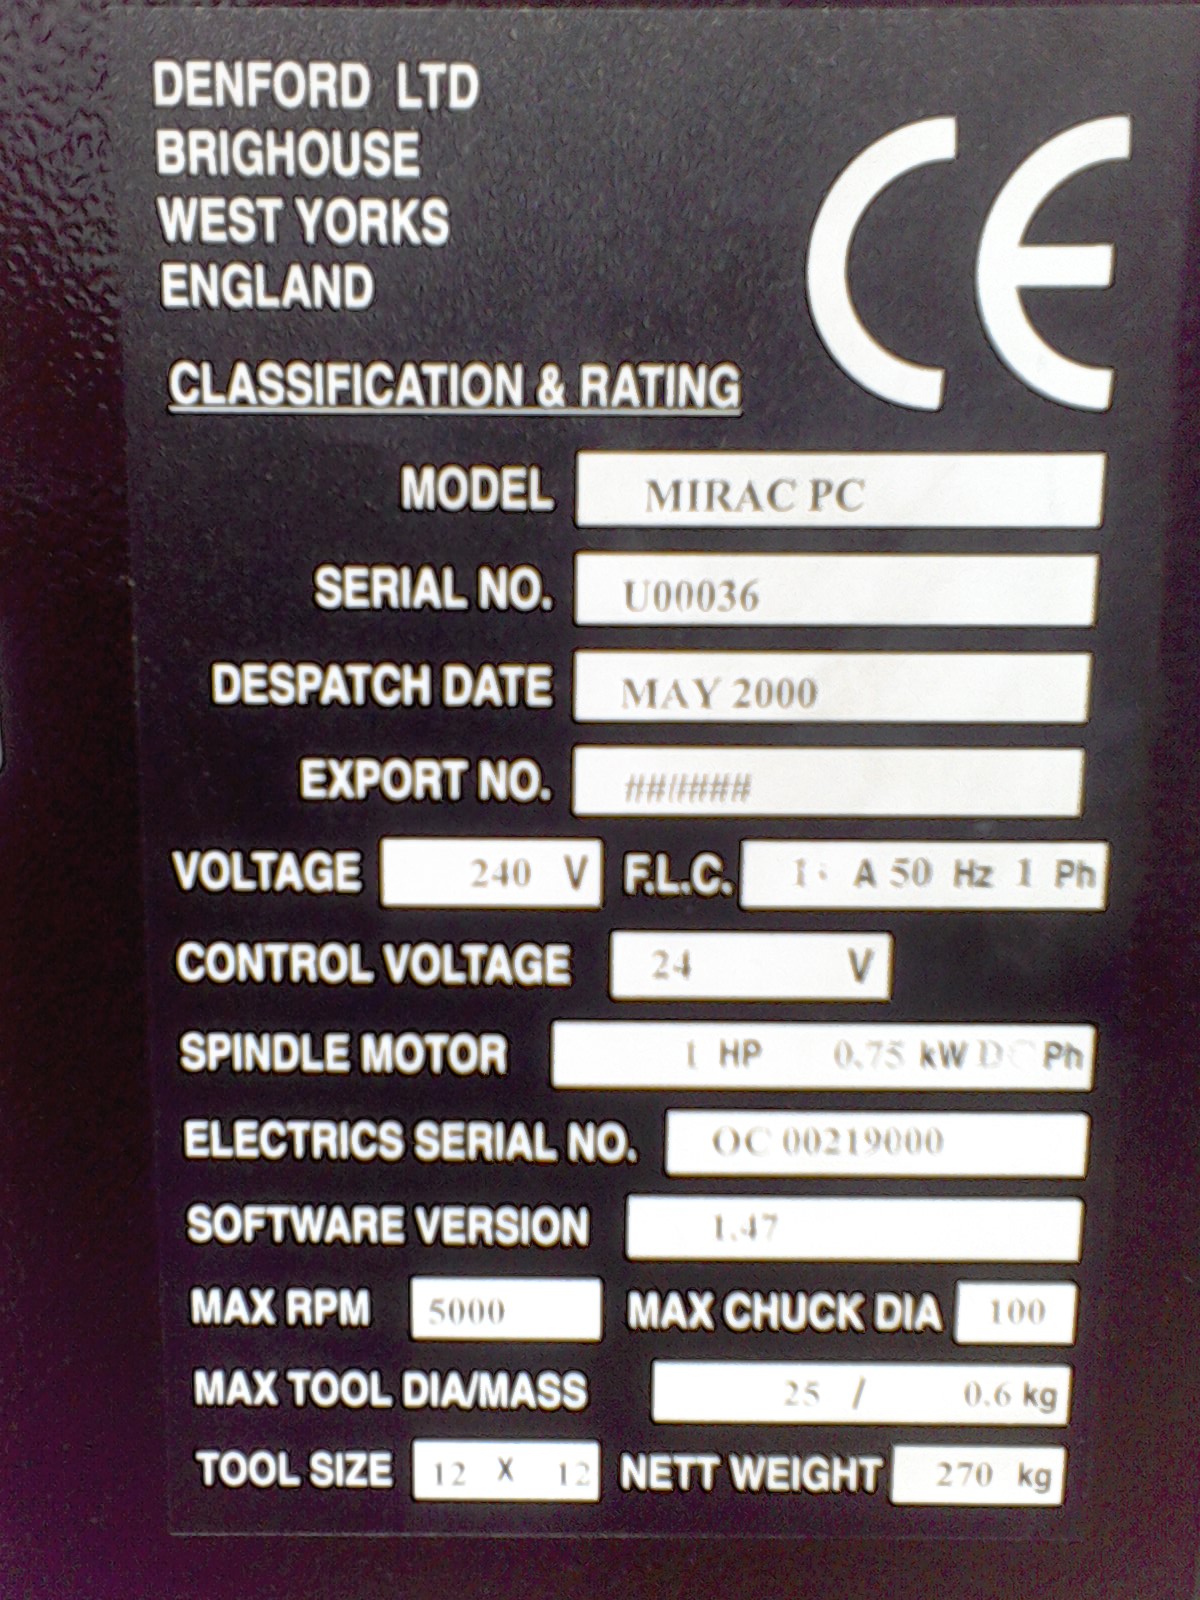 DENFORD LTD
BRIGHOUSE
WEST YORKS
ENGLAND
CE
CLASSIFICATION & RATING
MODEL MIRAC PC
SERIAL NO. U00036
DESPATCH DATE MAY 2000
EXPORT NO.
VOLTAGE 240 V F.L.C. A 50 Hz 1 Ph
CONTROL VOLTAGE 24 V
SPINDLE MOTOR 1 HP 0.75 kW DC Ph
ELECTRICS SERIAL NO. OC 00219000
SOFTWARE VERSION 1.47
MAX RPM 5000 MAX CHUCK DIA 100
MAX TOOL DIA/MASS 25 / 0.6 kg
TOOL SIZE 12 X 12 NETT WEIGHT 270 kg